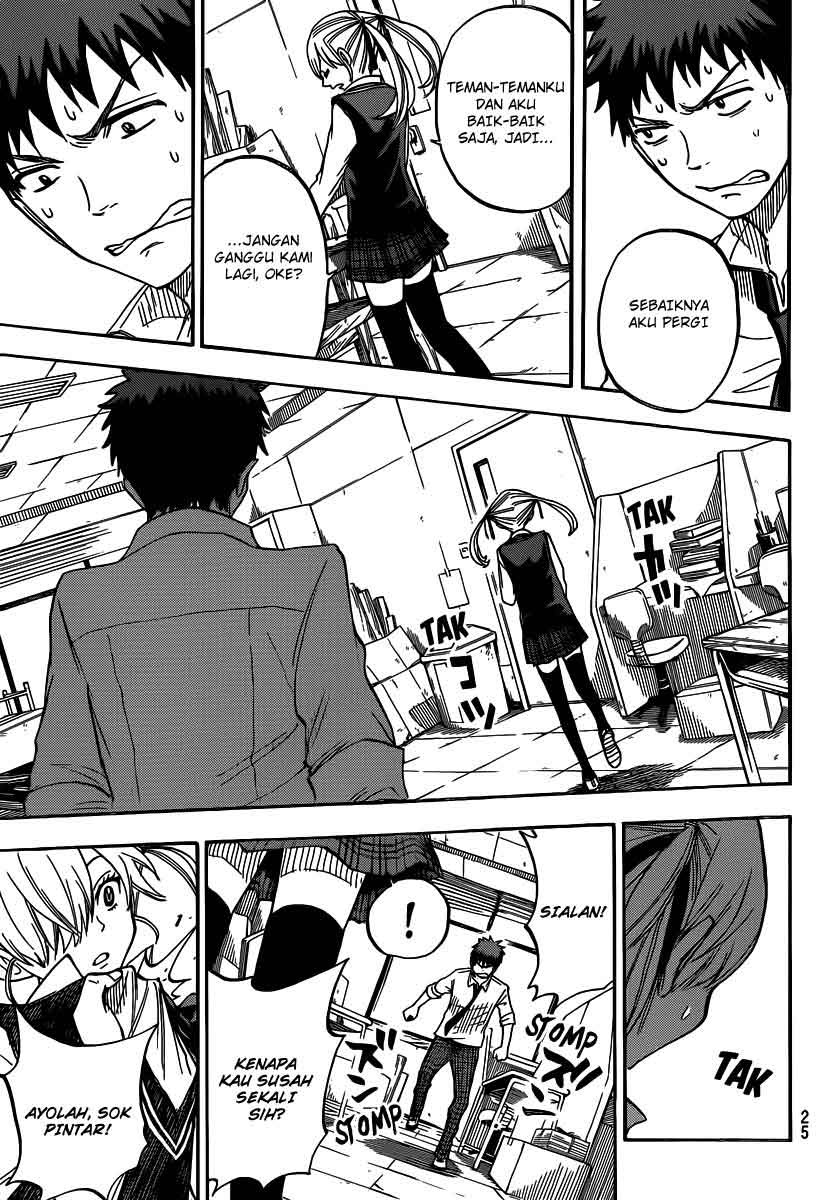 SEBAIKNYA
AKU PERGI
TEMAN-TEMANKU
DAN AKU
BAIK-BAIK
SAJA, JADI...
...JANGAN
GANGGU KAMI
LAGI, OKE?
TAK
カッ
TAK
コッ
TAK
SIALAN!
!
STOMP
ズン
STOMP
ズン
KENAPA
KAU SUSAH
SEKALI
SIH?
AYOLAH, SOK
PINTAR!
25